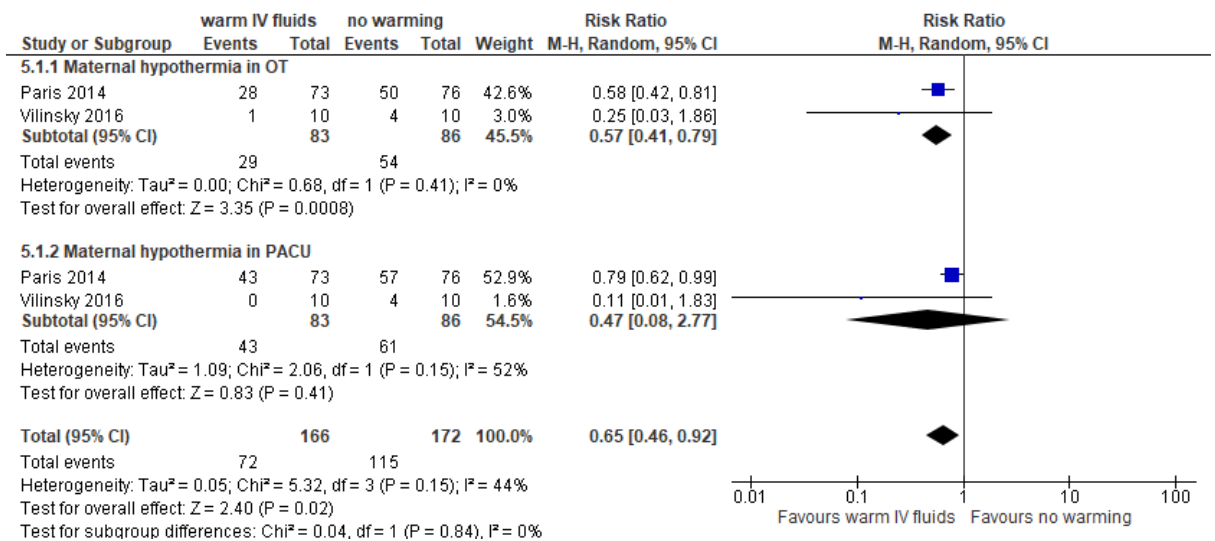 warm IV fluids no warming Risk Ratio Risk Ratio
Study or Subgroup Events Total Events Total Weight M-H, Random, 95% CI M-H, Random, 95% CI
5.1.1 Maternal hypothermia in OT
Paris 2014 28 73 50 76 42.6% 0.58 [0.42, 0.81]
Vilinsky 2016 1 10 4 10 3.0% 0.25 [0.03, 1.86]
Subtotal (95% CI) 83 86 45.5% 0.57 [0.41, 0.79]
Total events 29 54
Heterogeneity: Tau² = 0.00; Chi² = 0.68, df = 1 (P = 0.41); I² = 0%
Test for overall effect: Z = 3.35 (P = 0.0008)
5.1.2 Maternal hypothermia in PACU
Paris 2014 43 73 57 76 52.9% 0.79 [0.62, 0.99]
Vilinsky 2016 0 10 4 10 1.6% 0.11 [0.01, 1.83]
Subtotal (95% CI) 83 86 54.5% 0.47 [0.08, 2.77]
Total events 43 61
Heterogeneity: Tau² = 1.09; Chi² = 2.06, df = 1 (P = 0.15); I² = 52%
Test for overall effect: Z = 0.83 (P = 0.41)
Total (95% CI) 166 172 100.0% 0.65 [0.46, 0.92]
Total events 72 115
Heterogeneity: Tau² = 0.05; Chi² = 5.32, df = 3 (P = 0.15); I² = 44%
Test for overall effect: Z = 2.40 (P = 0.02)
Test for subgroup differences: Chi² = 0.04, df = 1 (P = 0.84), I² = 0%
0.01 0.1 1 10 100
Favours warm IV fluids Favours no warming